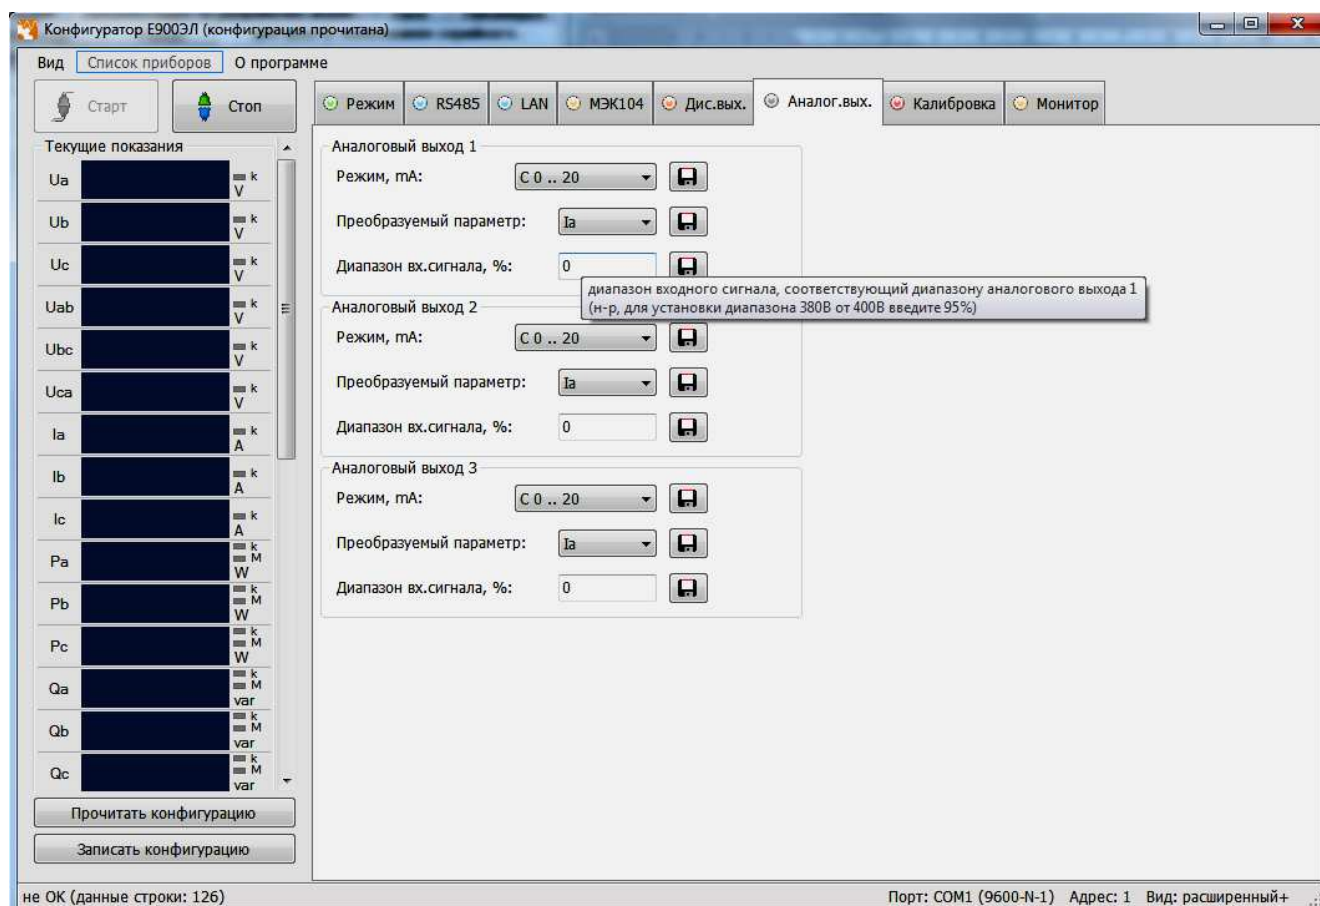 Конфигуратор Е900ЭЛ (конфигурация прочитана)
Вид Список приборов О программе
Старт Стоп
Режим RS485 LAN МЭК104 Дис.вых. Аналог.вых. Калибровка Монитор
Текущие показания
Ua k V
Ub k V
Uc k V
Uab k V
Ubc k V
Uca k V
Ia k A
Ib k A
Ic k A
Pa k M W
Pb k M W
Pc k M W
Qa k M var
Qb k M var
Qc k M var
Прочитать конфигурацию
Записать конфигурацию
Аналоговый выход 1
Режим, mA: C 0 .. 20
Преобразуемый параметр: Ia
Диапазон вх.сигнала, %: 0
диапазон входного сигнала, соответствующий диапазону аналогового выхода 1
(н-р, для установки диапазона 380В от 400В введите 95%)
Аналоговый выход 2
Режим, mA: C 0 .. 20
Преобразуемый параметр: Ia
Диапазон вх.сигнала, %: 0
Аналоговый выход 3
Режим, mA: C 0 .. 20
Преобразуемый параметр: Ia
Диапазон вх.сигнала, %: 0
не ОК (данные строки: 126) Порт: COM1 (9600-N-1) Адрес: 1 Вид: расширенный+